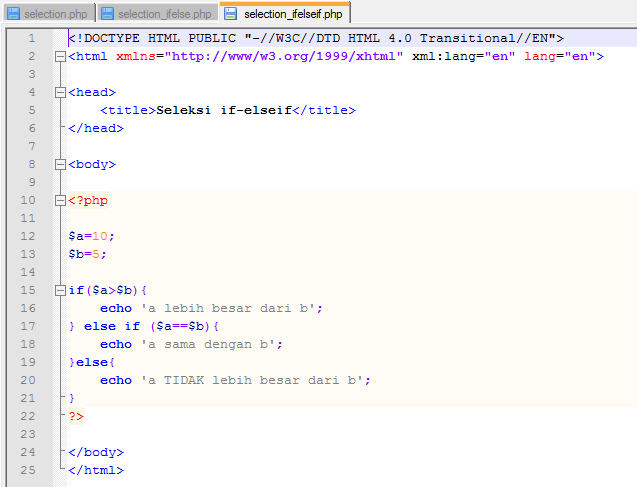 selection.php selection_ifelse.php selection_ifelseif.php
1 <!DOCTYPE HTML PUBLIC "-//W3C//DTD HTML 4.0 Transitional//EN">
2 <html xmlns="http://www/w3.org/1999/xhtml" xml:lang="en" lang="en">
3
4 <head>
5 <title>Seleksi if-elseif</title>
6 </head>
7
8 <body>
9
10 <?php
11
12 $a=10;
13 $b=5;
14
15 if($a>$b){
16 echo 'a lebih besar dari b';
17 } else if ($a==$b){
18 echo 'a sama dengan b';
19 }else{
20 echo 'a TIDAK lebih besar dari b';
21 }
22 ?>
23
24 </body>
25 </html>